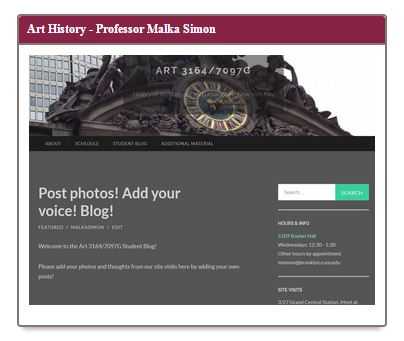 Art History - Professor Malka Simon
ART 3164/7097G
ABOUT / SCHEDULE / STUDENT BLOG / ADDITIONAL MATERIAL
Post photos! Add your
voice! Blog!
FEATURED / MALKASIMON / EDIT
Welcome to the Art 3164/7097G Student Blog!
Please add your photos and thoughts from our site visits here by adding your own
posts!
Search ...
SEARCH
HOURS & INFO
5109 Boylan Hall
Wednesdays: 12:30 - 1:30
Other hours by appointment
msimon@brooklyn.cuny.edu
SITE VISITS
3/27 Grand Central Station. Meet at